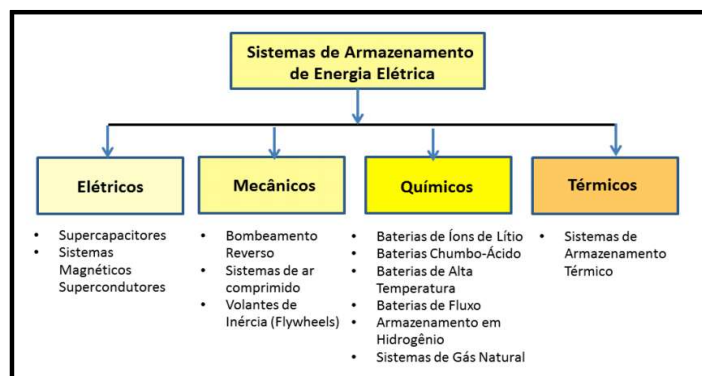 Sistemas de Armazenamento
de Energia Elétrica
Elétricos
• Supercapacitores
• Sistemas
Magnéticos
Supercondutores
Mecânicos
• Bombeamento
Reverso
• Sistemas de ar
comprimido
• Volantes de
Inércia (Flywheels)
Químicos
• Baterias de Íons de Lítio
• Baterias Chumbo-Ácido
• Baterias de Alta
Temperatura
• Baterias de Fluxo
• Armazenamento em
Hidrogênio
• Sistemas de Gás Natural
Térmicos
• Sistemas de
Armazenamento
Térmico